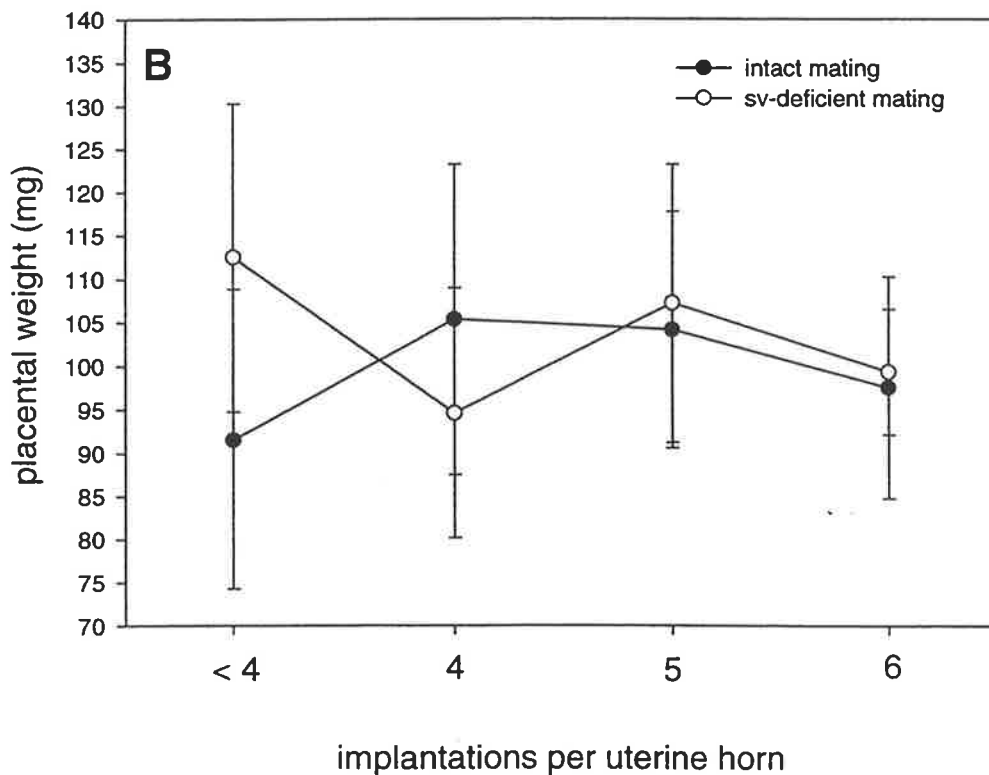 B
intact mating
sv-deficient mating
placental weight (mg)
140
135
130
125
120
115
110
105
100
95
90
85
80
75
70
< 4 4 5 6
implantations per uterine horn